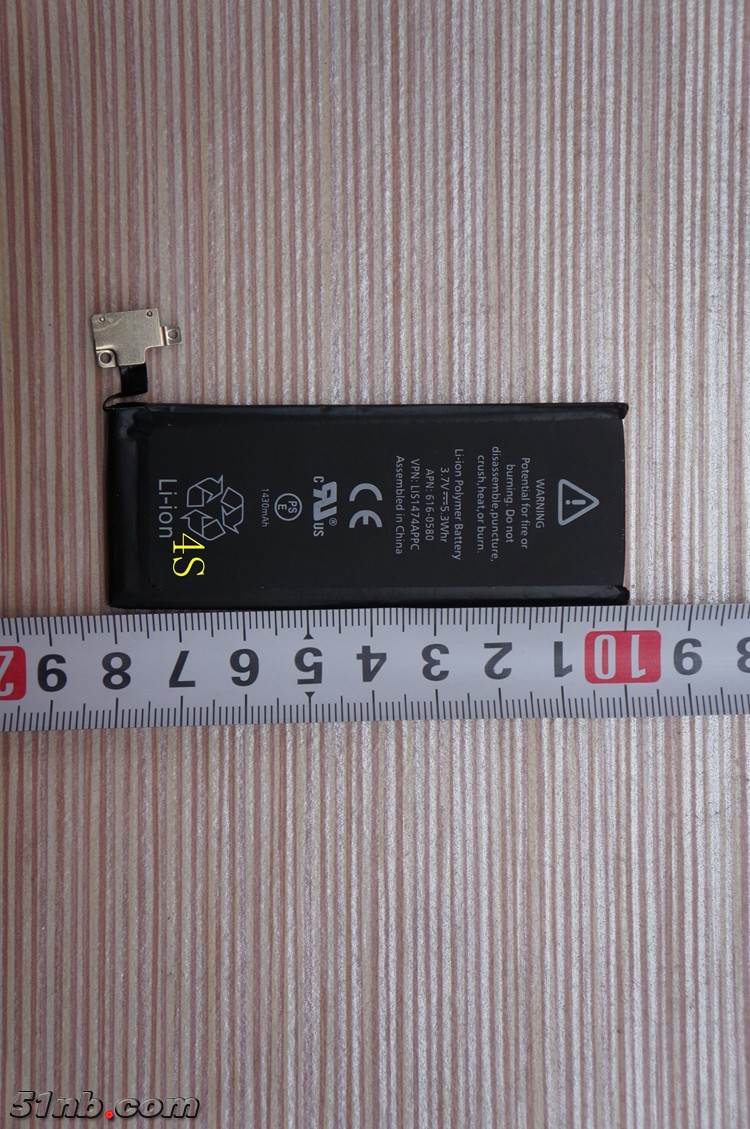 WARNING
Potential for fire or
burning. Do not
disassemble,puncture,
crush,heat,or burn.
Li-ion Polymer Battery
3.7V⎓5.3Whr
APN: 616-0580
VPN: LIS1474APPC
Assembled in China
CE
c RU ® US
PS
E
1430mAh
Li-ion
4S
8 9 10 1 2 3 4 5 6 7 8 9 2
51nb.com